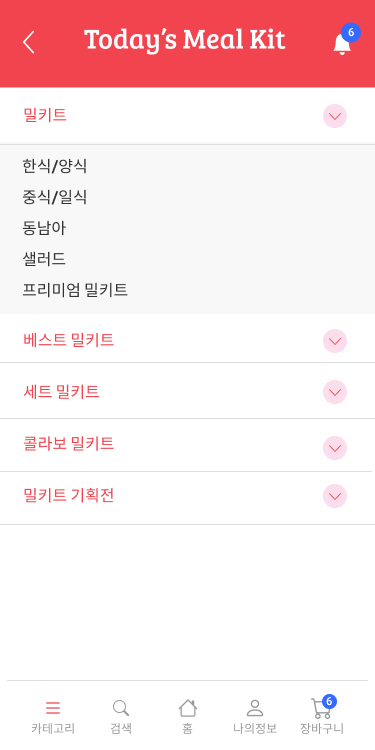 Today's Meal Kit
6
밀키트
한식/양식
중식/일식
동남아
샐러드
프리미엄 밀키트
베스트 밀키트
세트 밀키트
콜라보 밀키트
밀키트 기획전
6
카테고리 검색 홈 나의정보 장바구니